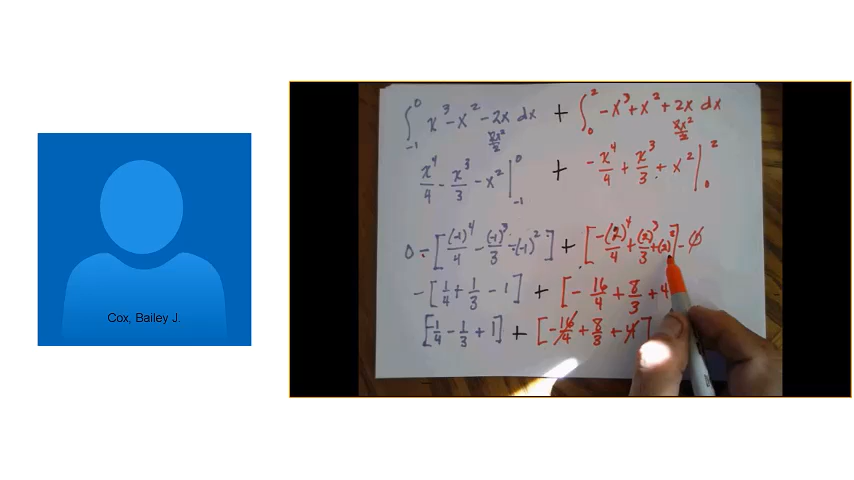 ∫₋₁⁰ x³ - x² - 2x dx + ∫₀² -x³ + x² + 2x dx
2x²/2 2x²/2
x⁴/4 - x³/3 - x² |₋₁⁰ + -x⁴/4 + x³/3 + x² |₀²
0 ÷ [(-1)⁴/4 - (-1)³/3 ÷ (-1)²] + [-(2)⁴/4 + (2)³/3 + (2)²] - 0
-[1/4 + 1/3 - 1] + [-16/4 + 8/3 + 4
[-1/4 - 1/3 + 1] + [-16/4 + 8/3 + 4]
Cox, Bailey J.